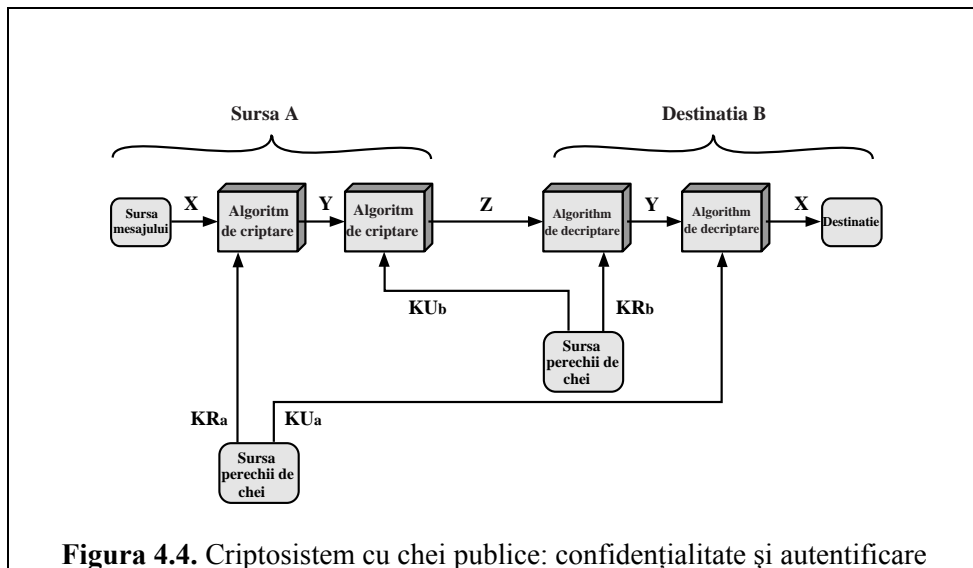 Sursa A
Destinatia B
X
Y
Z
Y
X
Sursa
mesajului
Algoritm
de criptare
Algoritm
de criptare
Algorithm
de decriptare
Algorithm
de decriptare
Destinatie
KUb
KRb
Sursa
perechii de
chei
KRa
KUa
Sursa
perechii de
chei
Figura 4.4. Criptosistem cu chei publice: confidențialitate şi autentificare